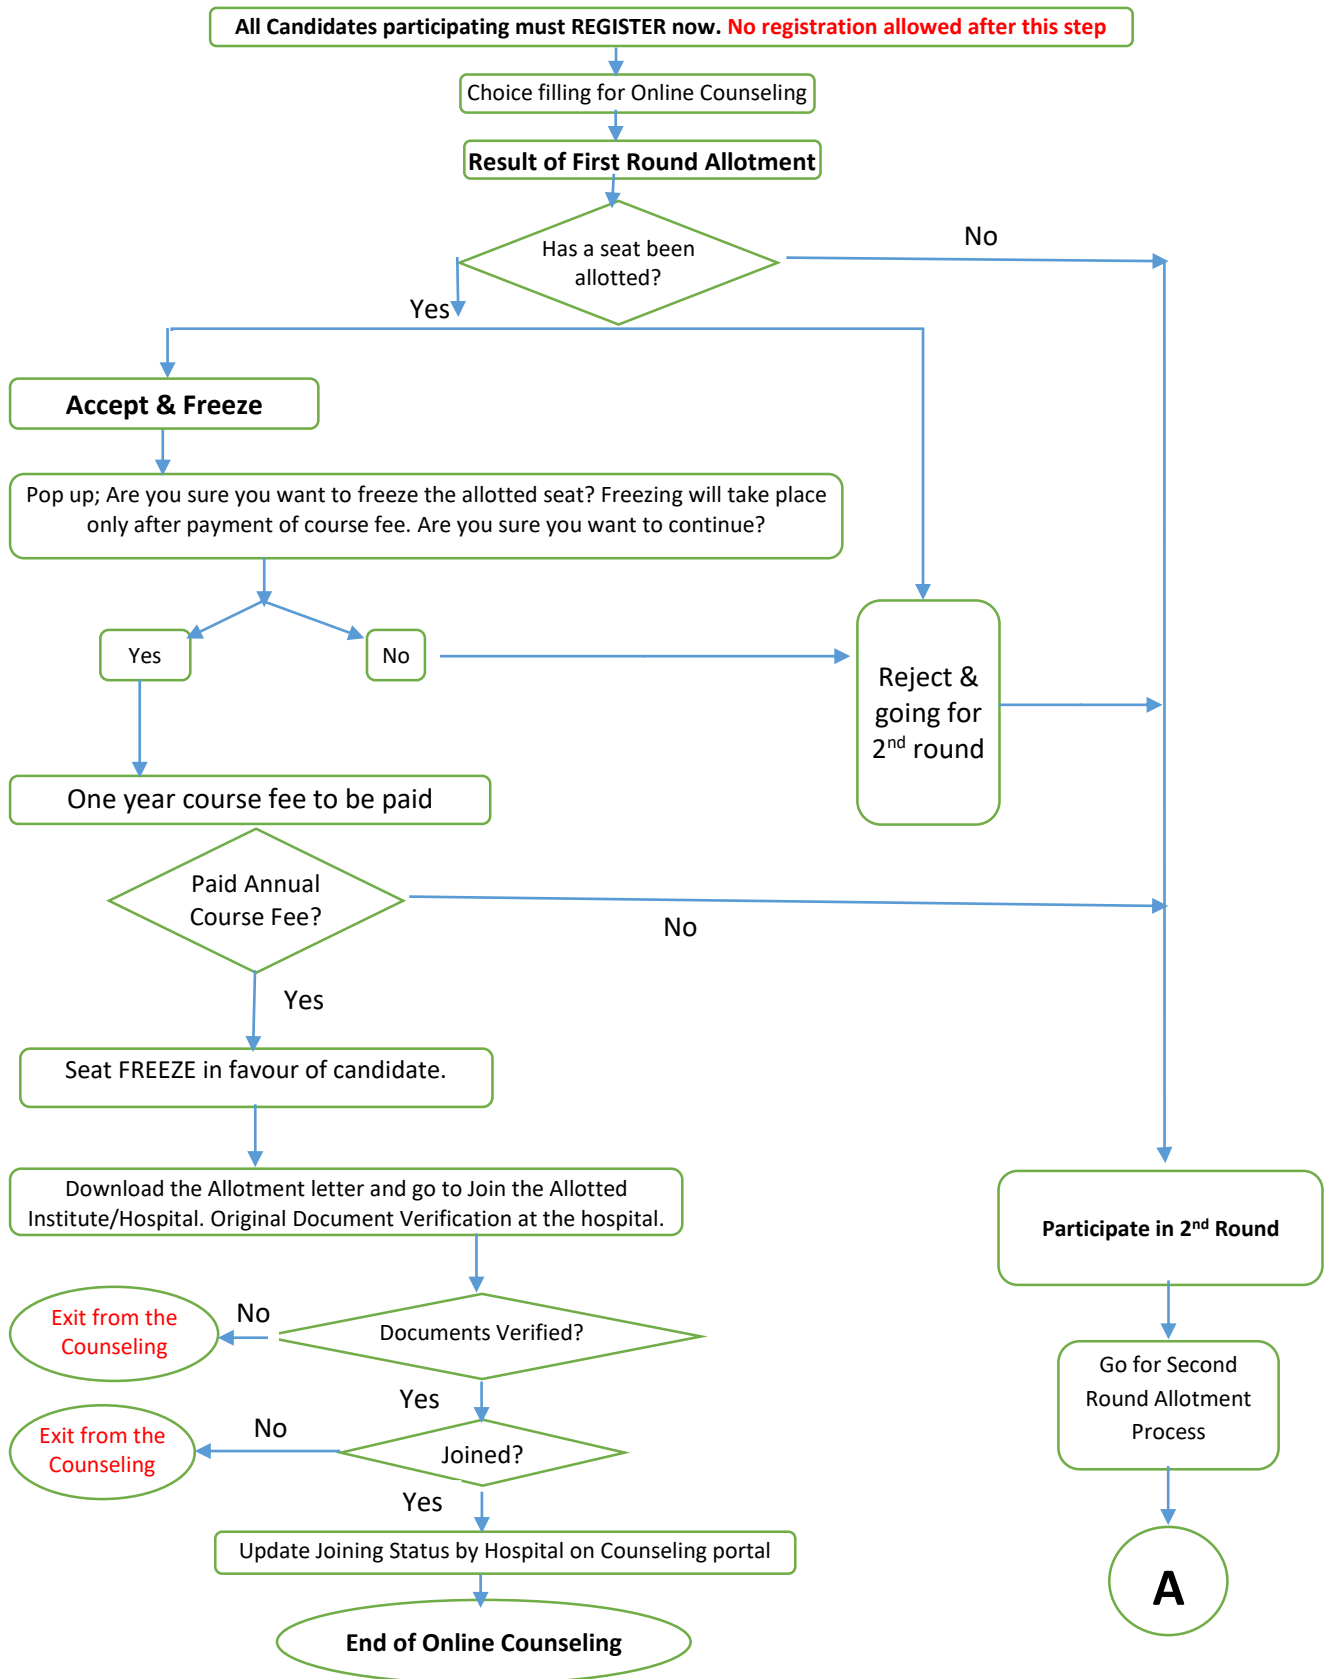 All Candidates participating must REGISTER now. No registration allowed after this step
Choice filling for Online Counseling
Result of First Round Allotment
Has a seat been
allotted?
No
Yes
Accept & Freeze
Pop up; Are you sure you want to freeze the allotted seat? Freezing will take place
only after payment of course fee. Are you sure you want to continue?
Yes
No
Reject &
going for
2nd round
One year course fee to be paid
Paid Annual
Course Fee?
No
Yes
Seat FREEZE in favour of candidate.
Download the Allotment letter and go to Join the Allotted
Institute/Hospital. Original Document Verification at the hospital.
Participate in 2nd Round
Exit from the
Counseling
No
Documents Verified?
Go for Second
Round Allotment
Process
Yes
Exit from the
Counseling
No
Joined?
Yes
Update Joining Status by Hospital on Counseling portal
A
End of Online Counseling